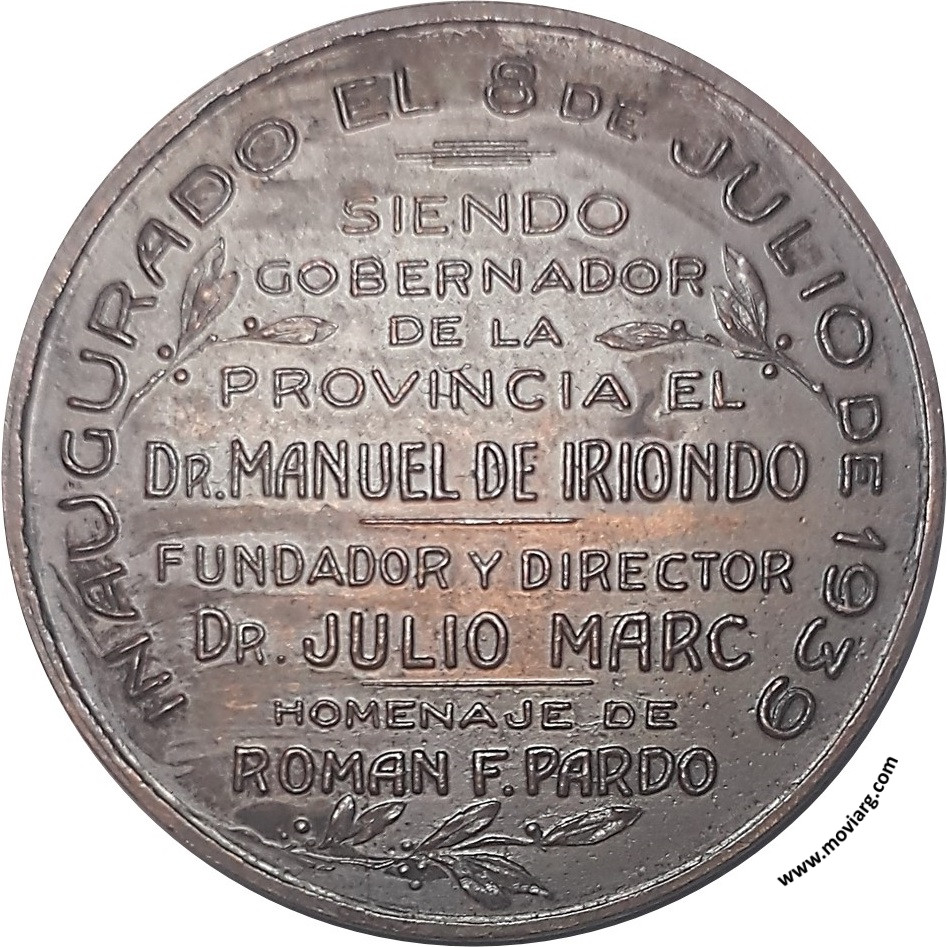 INAUGURADO EL 8 DE JULIO DE 1939
SIENDO
GOBERNADOR
DE LA
PROVINCIA EL
DR. MANUEL DE IRIONDO
FUNDADOR Y DIRECTOR
DR. JULIO MARC
HOMENAJE DE
ROMAN F. PARDO
www.moviarg.com